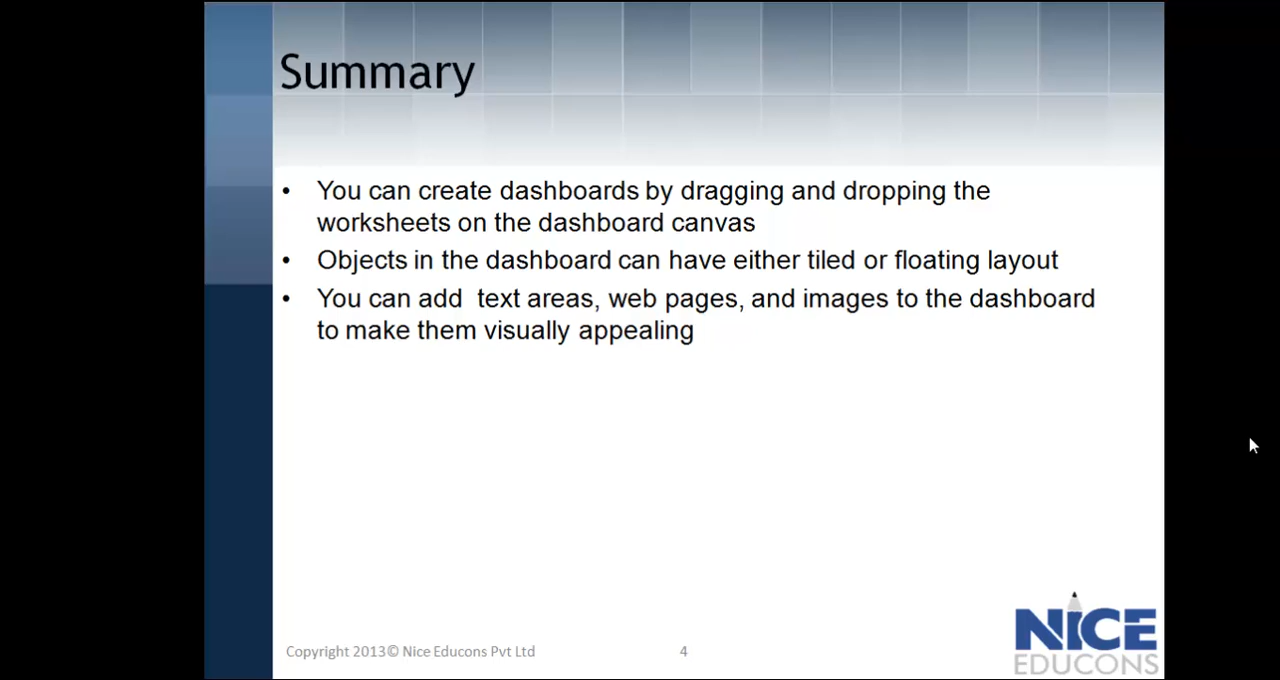 Summary
• You can create dashboards by dragging and dropping the
worksheets on the dashboard canvas
• Objects in the dashboard can have either tiled or floating layout
• You can add  text areas, web pages, and images to the dashboard
to make them visually appealing
Copyright 2013© Nice Educons Pvt Ltd
4
NICE
EDUCONS